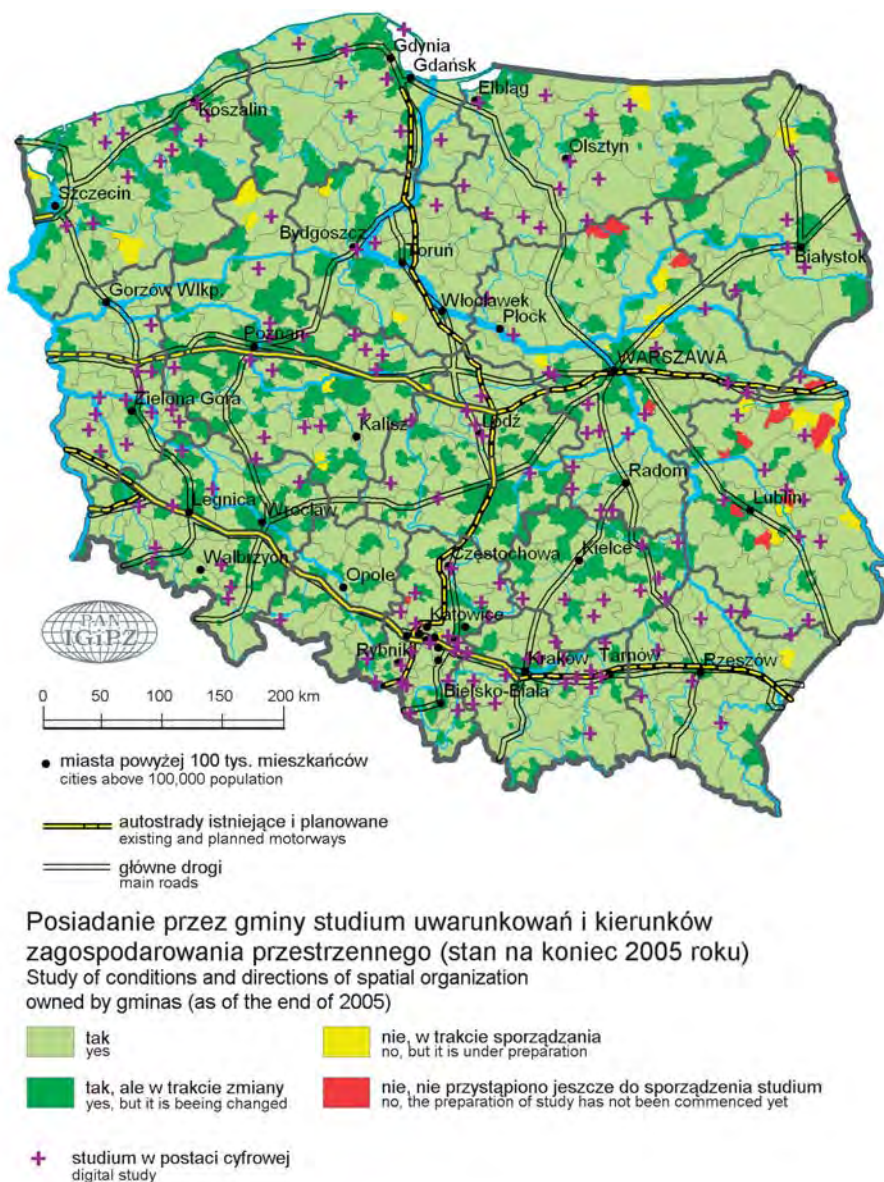 Gdynia
Gdańsk
Elbląg
Koszalin
Olsztyn
Szczecin
Bydgoszcz
Białystok
Toruń
Gorzów Wlkp.
Włocławek
Płock
Poznań
WARSZAWA
Zielona Góra
Kalisz
Łódź
Radom
Legnica
Wrocław
Lublin
Wałbrzych
Częstochowa
Kielce
Opole
PAN
IGiPZ
Katowice
Rybnik
Kraków
Tarnów
Rzeszów
Bielsko-Biała
0 50 100 150 200 km
miasta powyżej 100 tys. mieszkańców
cities above 100,000 population
autostrady istniejące i planowane
existing and planned motorways
główne drogi
main roads
Posiadanie przez gminy studium uwarunkowań i kierunków
zagospodarowania przestrzennego (stan na koniec 2005 roku)
Study of conditions and directions of spatial organization
owned by gminas (as of the end of 2005)
tak
yes
nie, w trakcie sporządzania
no, but it is under preparation
tak, ale w trakcie zmiany
yes, but it is beeing changed
nie, nie przystąpiono jeszcze do sporządzenia studium
no, the preparation of study has not been commenced yet
studium w postaci cyfrowej
digital study